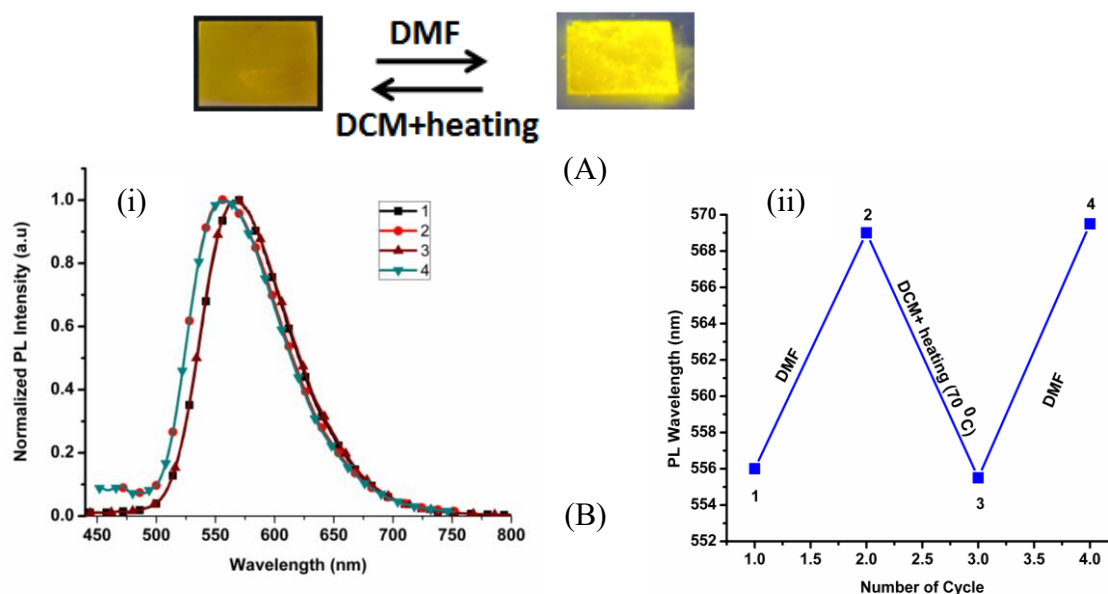 DMF
DCM+heating
(A)
(i)
1
2
3
4
Normalized PL Intensity (a.u)
1.0
0.8
0.6
0.4
0.2
0.0
450 500 550 600 650 700 750 800
Wavelength (nm)
(B)
(ii)
PL Wavelength (nm)
570
568
566
564
562
560
558
556
554
552
1
2
3
4
DMF
DCM+ heating (70 ⁰C)
DMF
1.0 1.5 2.0 2.5 3.0 3.5 4.0
Number of Cycle